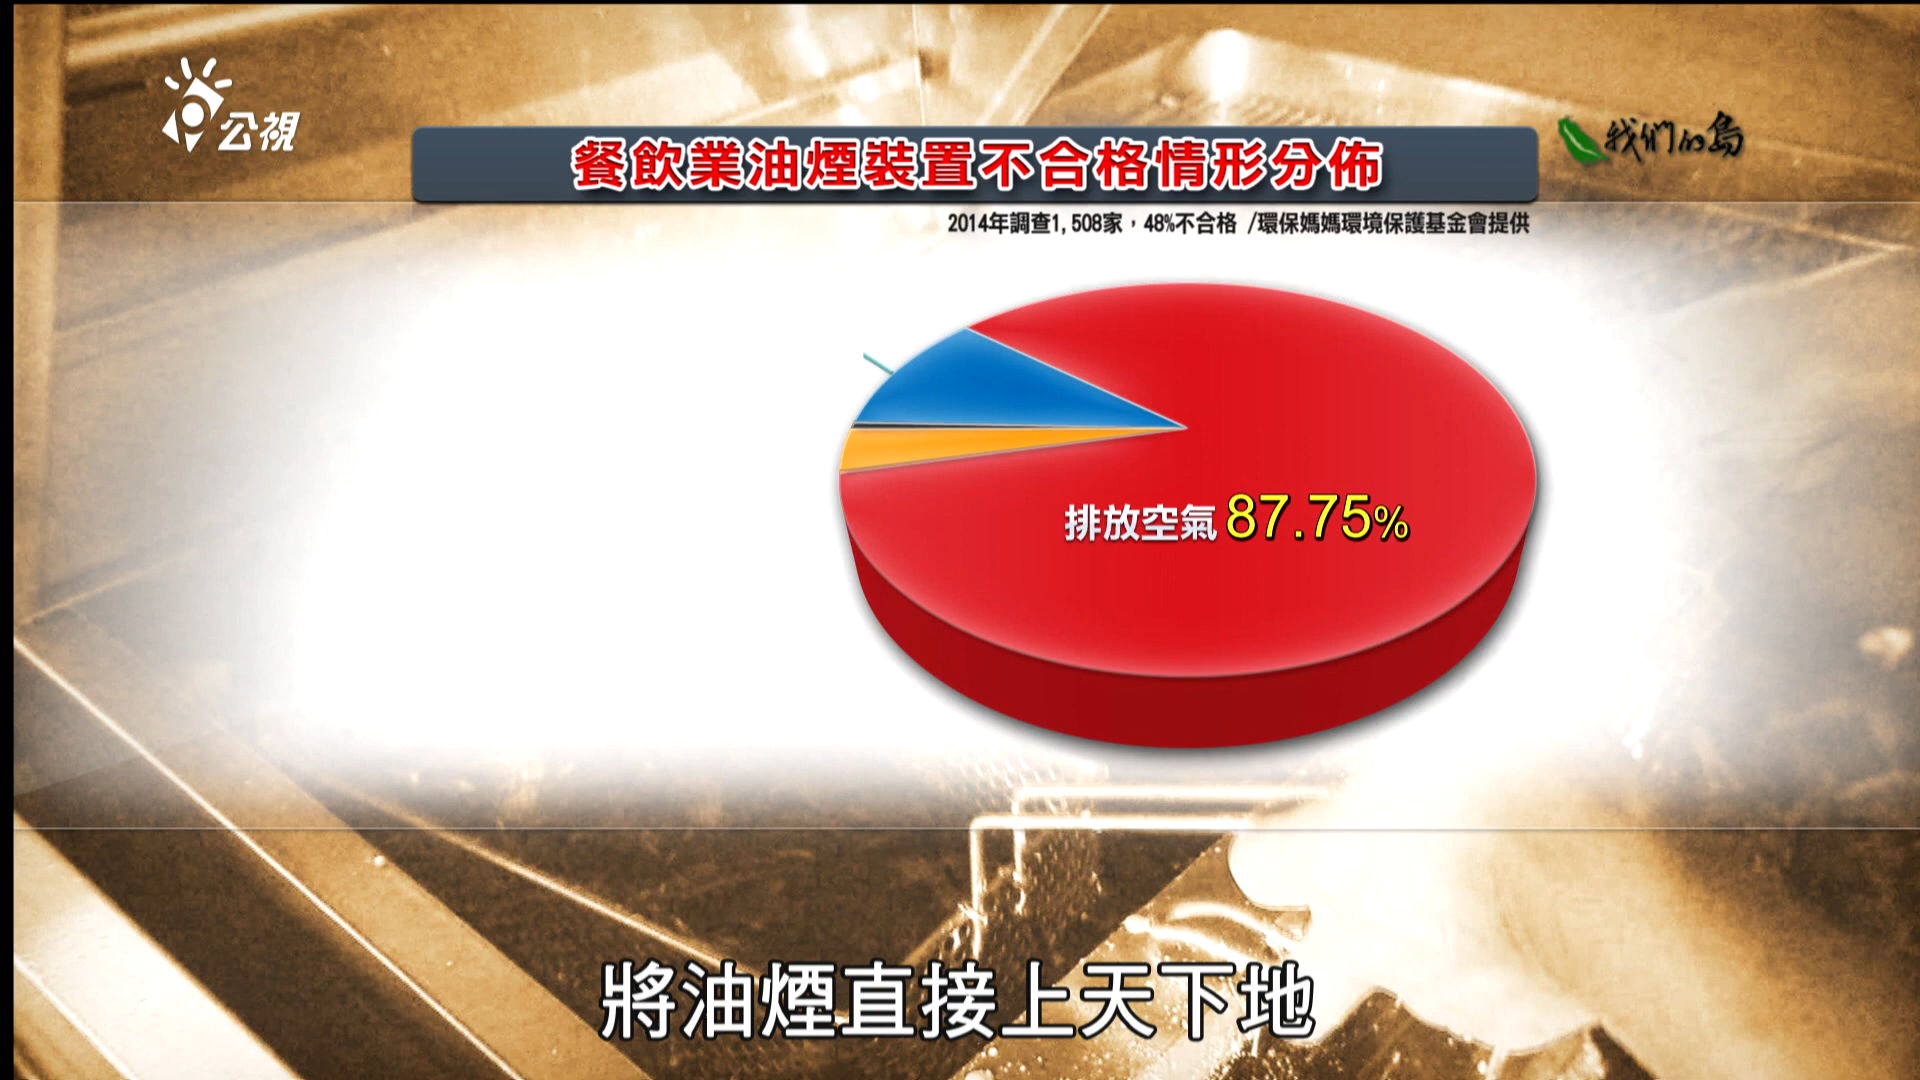 公視
餐飲業油煙裝置不合格情形分佈
我們的島
2014年調查1,508家，48%不合格 /環保媽媽環境保護基金會提供
排放空氣 87.75%
將油煙直接上天下地